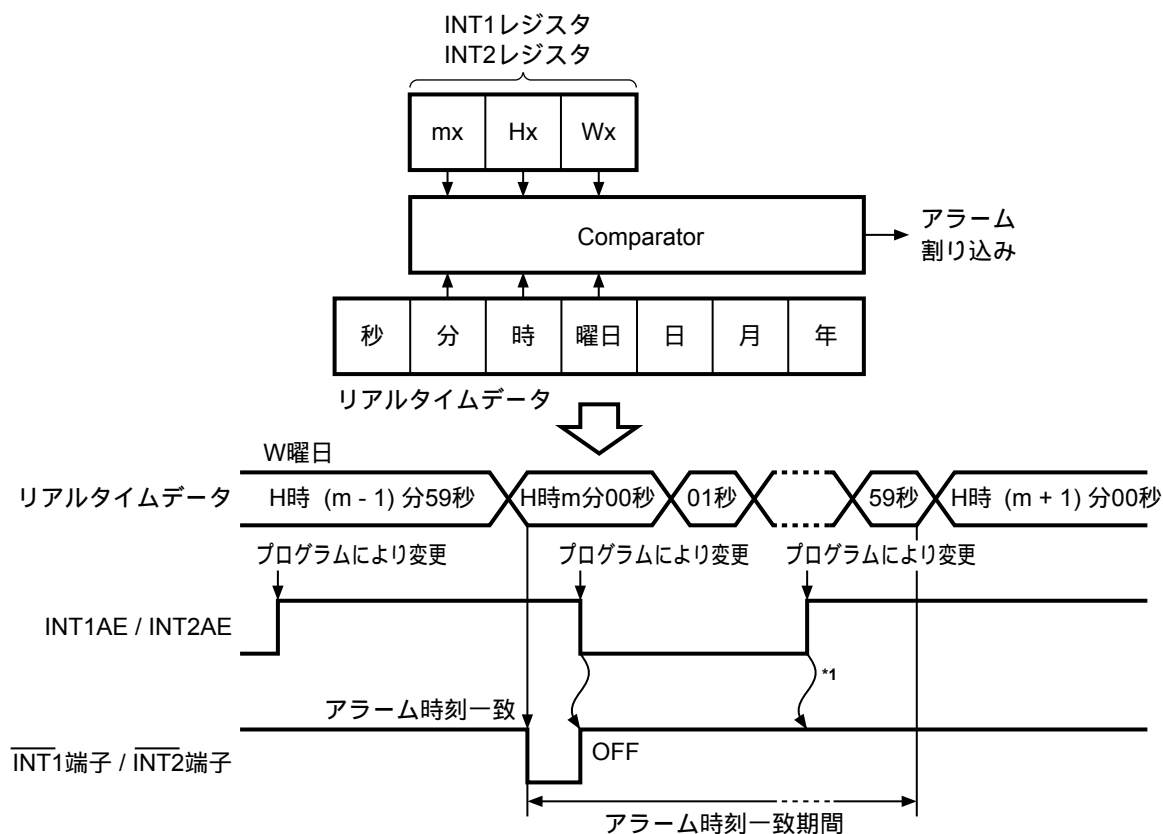 INT1レジスタ
INT2レジスタ
mx Hx Wx
Comparator
アラーム
割り込み
秒 分 時 曜日 日 月 年
リアルタイムデータ
W曜日
リアルタイムデータ H時 (m - 1) 分59秒 H時m分00秒 01秒 59秒 H時 (m + 1) 分00秒
プログラムにより変更 プログラムにより変更 プログラムにより変更
INT1AE / INT2AE
*1
アラーム時刻一致
INT1端子 / INT2端子
OFF
アラーム時刻一致期間